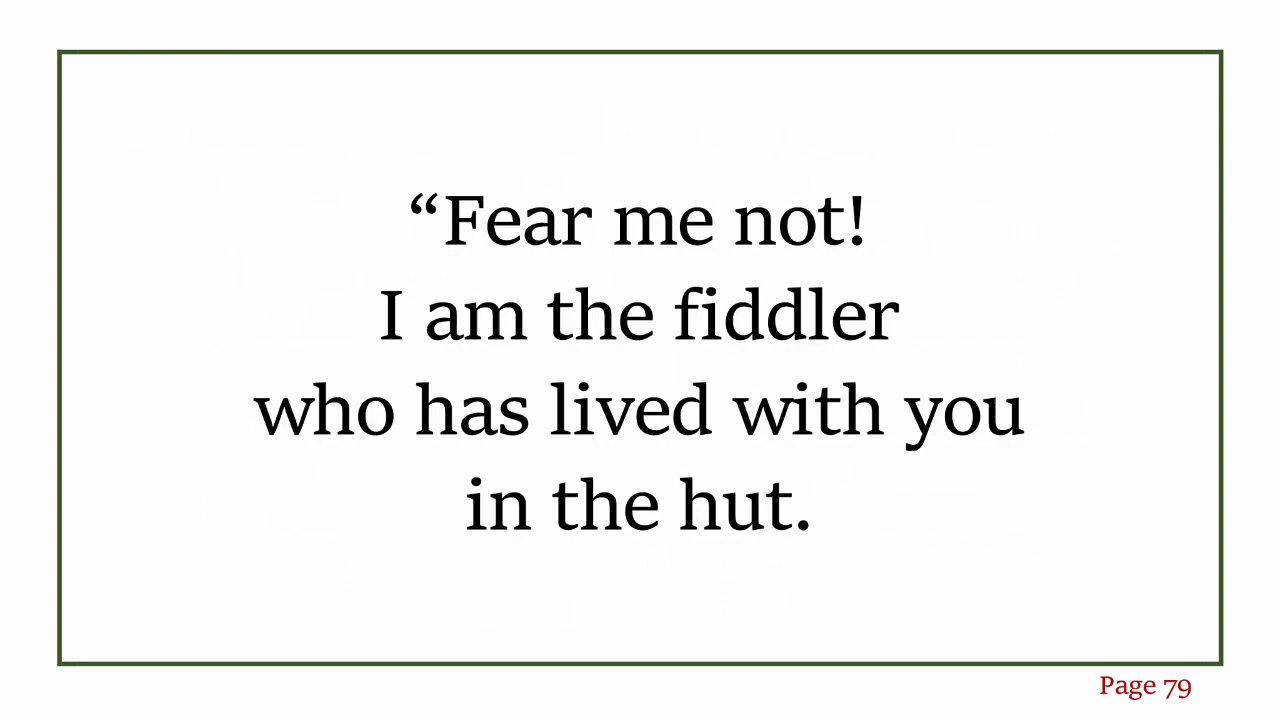 “Fear me not!
I am the fiddler
who has lived with you
in the hut.
Page 79